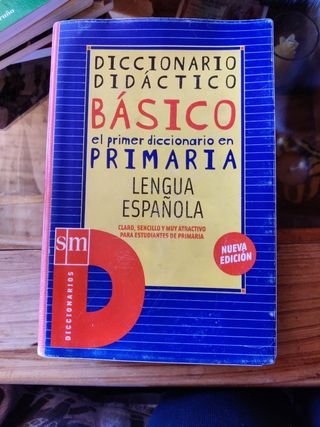 DICCIONARIO
DIDÁCTICO
BÁSICO
el primer diccionario en
PRIMARIA
LENGUA
ESPAÑOLA
CLARO, SENCILLO Y MUY ATRACTIVO
PARA ESTUDIANTES DE PRIMARIA
NUEVA
EDICIÓN
sm
D
DICCIONARIOS